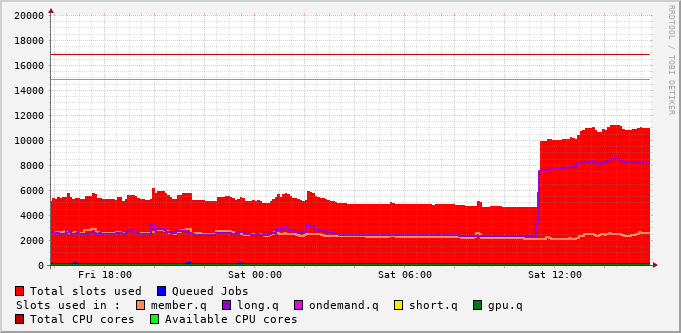 20000
18000
16000
14000
12000
10000
8000
6000
4000
2000
0
Fri 18:00 Sat 00:00 Sat 06:00 Sat 12:00
RRDTOOL / TOBI OETIKER
Total slots used Queued Jobs
Slots used in : member.q long.q ondemand.q short.q gpu.q
Total CPU cores Available CPU cores